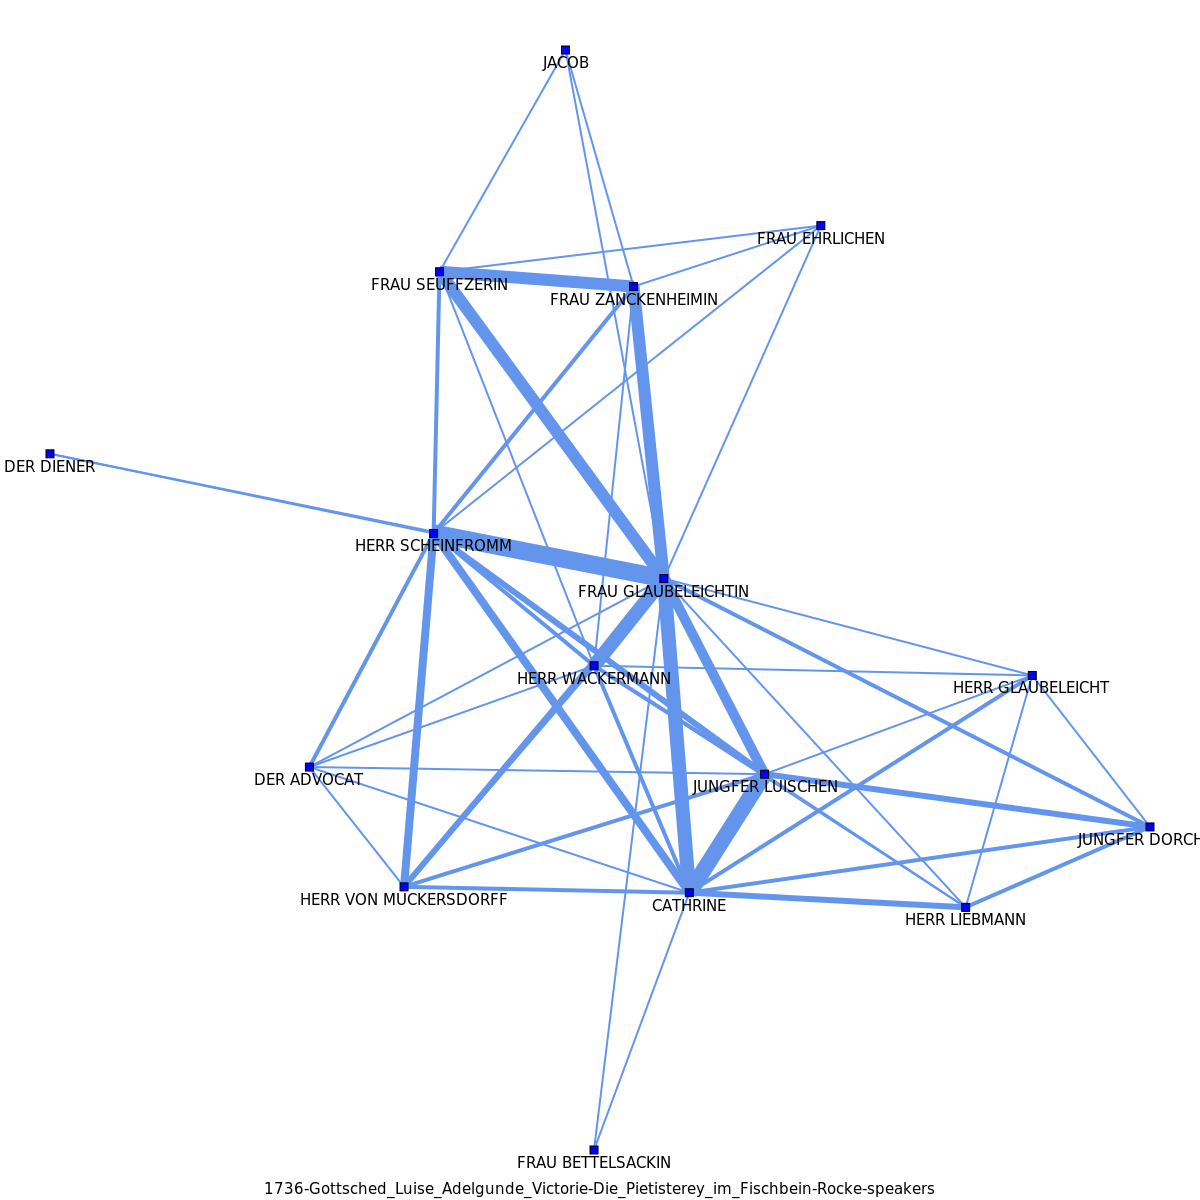 JACOB
FRAU EHRLICHEN
FRAU SEUFFZERIN
FRAU ZANCKENHEIMIN
DER DIENER
HERR SCHEINFROMM
FRAU GLAUBELEICHTIN
HERR WACKERMANN
HERR GLAUBELEICHT
DER ADVOCAT
JUNGFER LUISCHEN
JUNGFER DORCH
HERR VON MUCKERSDORFF
CATHRINE
HERR LIEBMANN
FRAU BETTELSACKIN
1736-Gottsched_Luise_Adelgunde_Victorie-Die_Pietisterey_im_Fischbein-Rocke-speakers